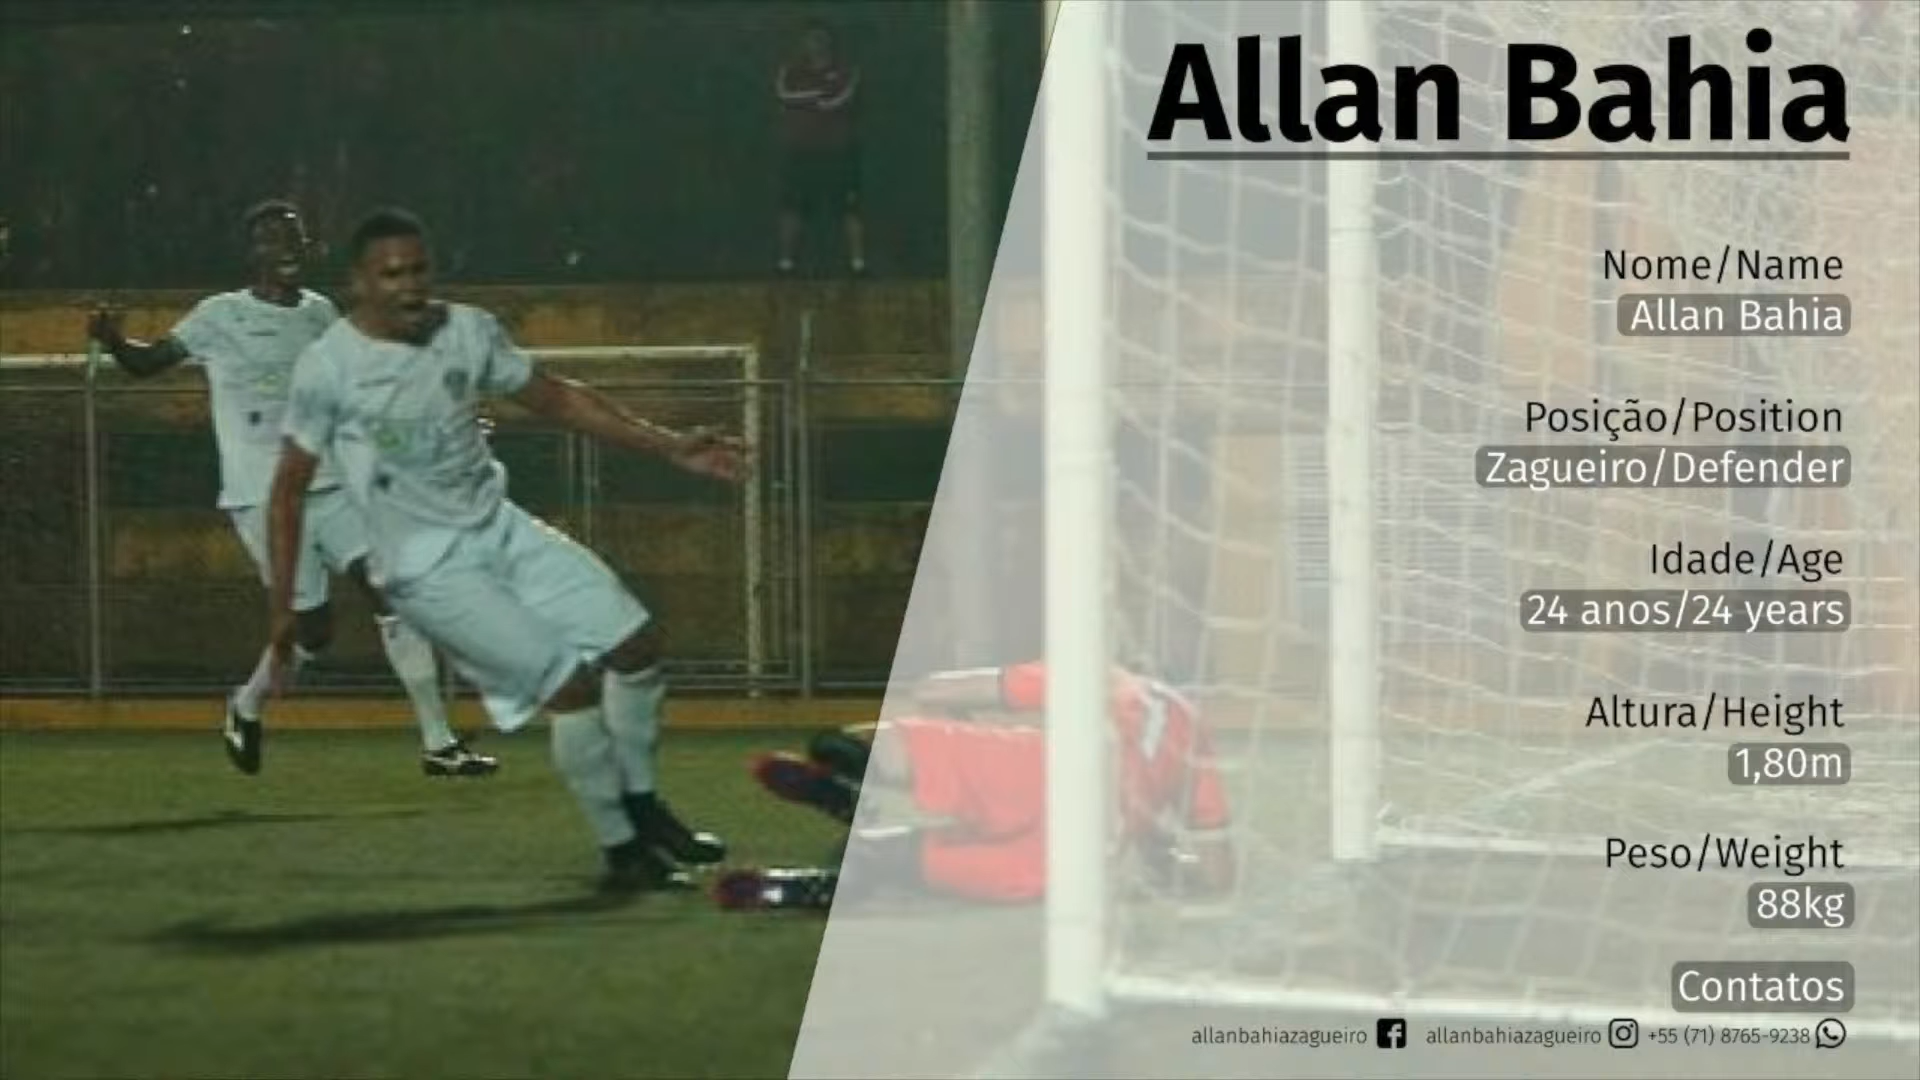 Allan Bahia
Nome/Name
Allan Bahia
Posição/Position
Zagueiro/Defender
Idade/Age
24 anos/24 years
Altura/Height
1,80m
Peso/Weight
88kg
Contatos
allanbahiazagueiro allanbahiazagueiro +55 (71) 8765-9238